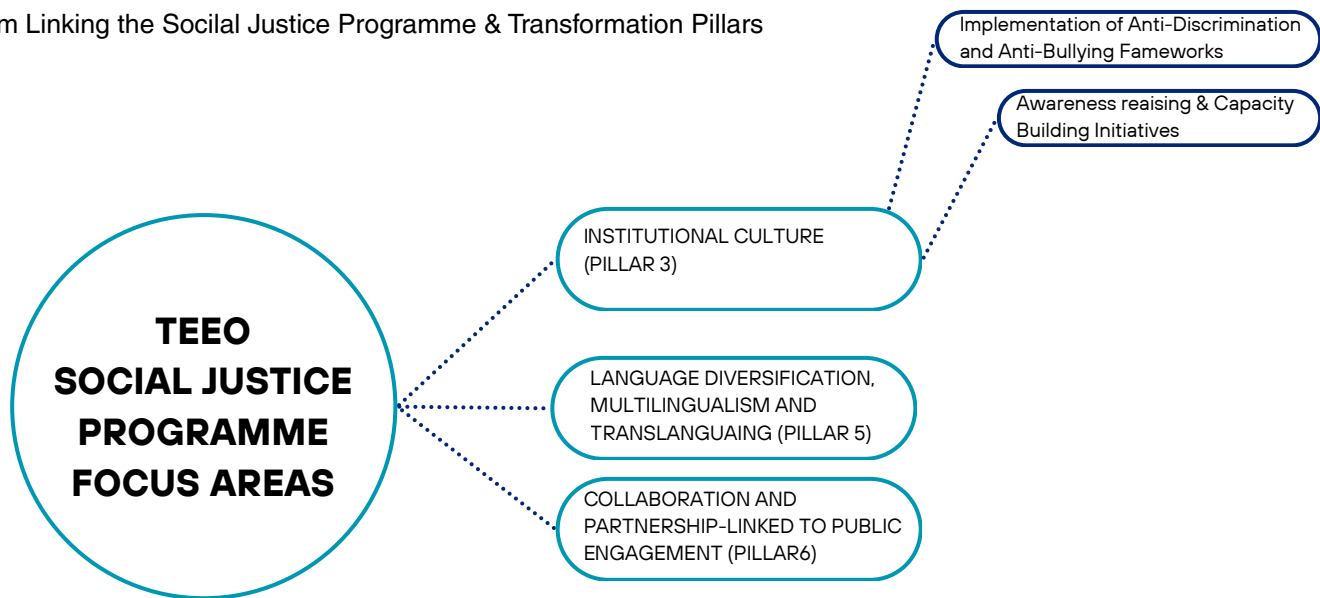 m Linking the Socilal Justice Programme & Transformation Pillars
Implementation of Anti-Discrimination
and Anti-Bullying Fameworks
Awareness reaising & Capacity
Building Initiatives
INSTITUTIONAL CULTURE
(PILLAR 3)
TEEO
SOCIAL JUSTICE
PROGRAMME
FOCUS AREAS
LANGUAGE DIVERSIFICATION,
MULTILINGUALISM AND
TRANSLANGUAING (PILLAR 5)
COLLABORATION AND
PARTNERSHIP-LINKED TO PUBLIC
ENGAGEMENT (PILLAR6)